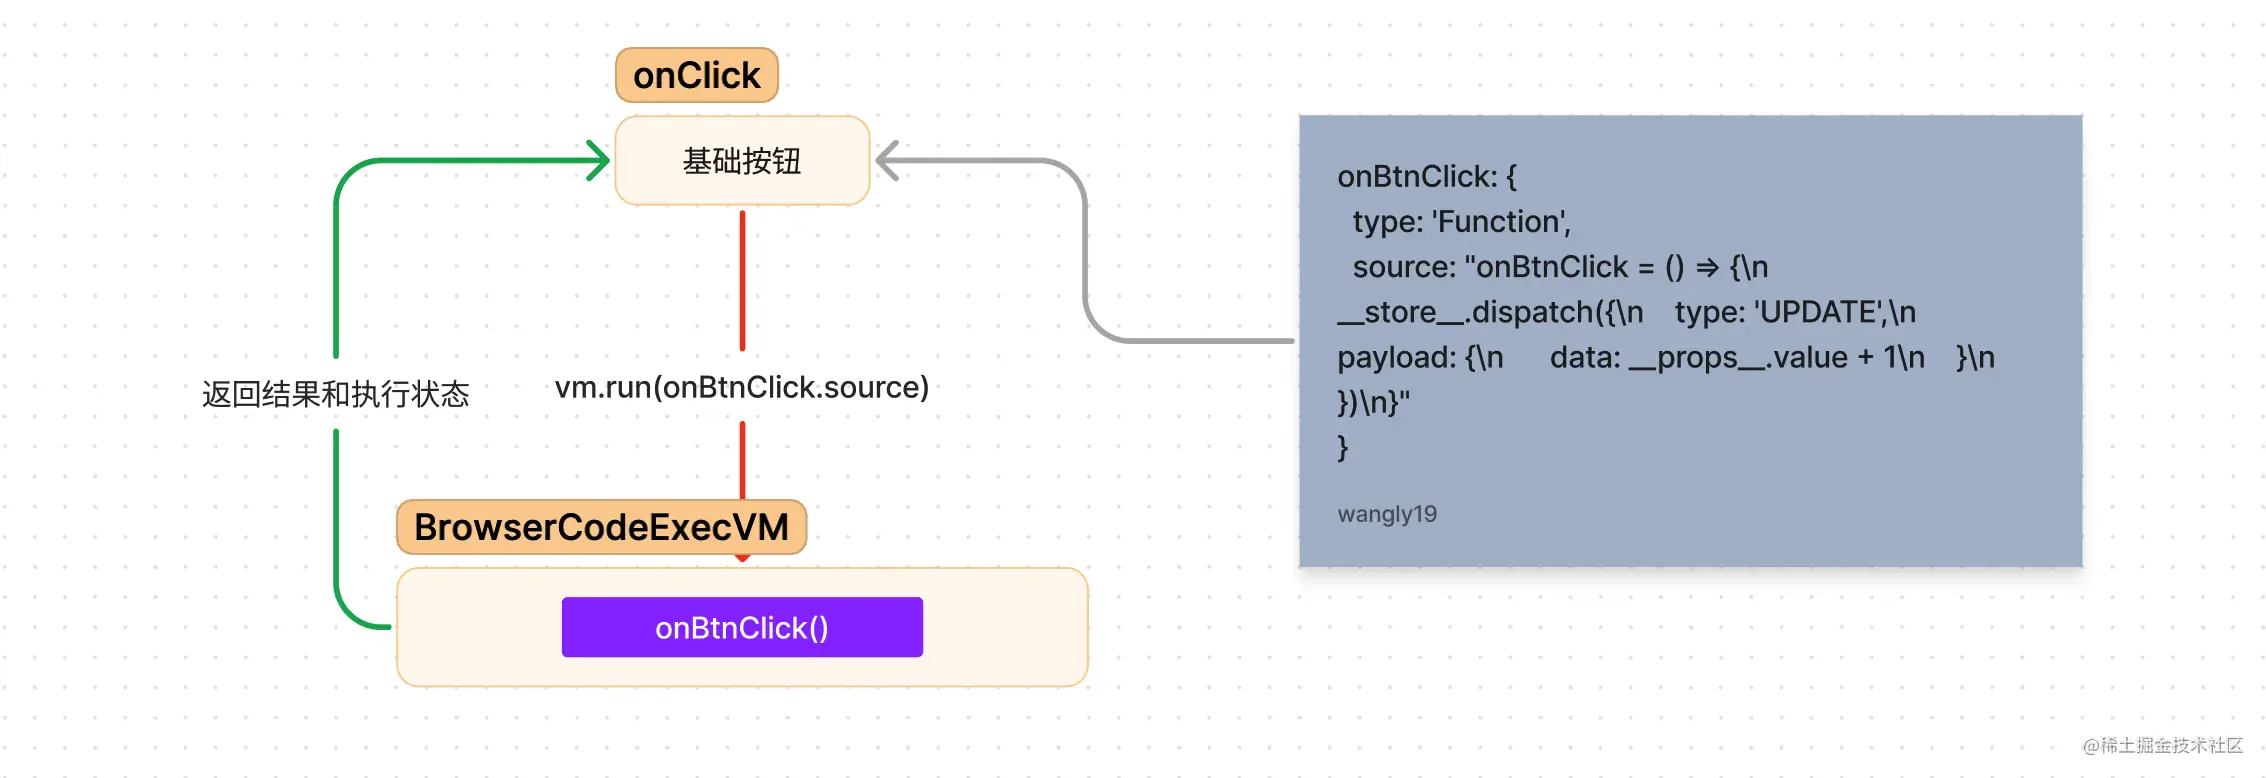 onClick
基础按钮
返回结果和执行状态
vm.run(onBtnClick.source)
BrowserCodeExecVM
onBtnClick()
onBtnClick: {
  type: 'Function',
  source: "onBtnClick = () => {\n
__store__.dispatch({\n    type: 'UPDATE',\n
payload: {\n      data: __props__.value + 1\n    }\n
})\n}"
}
wangly19
@稀土掘金技术社区